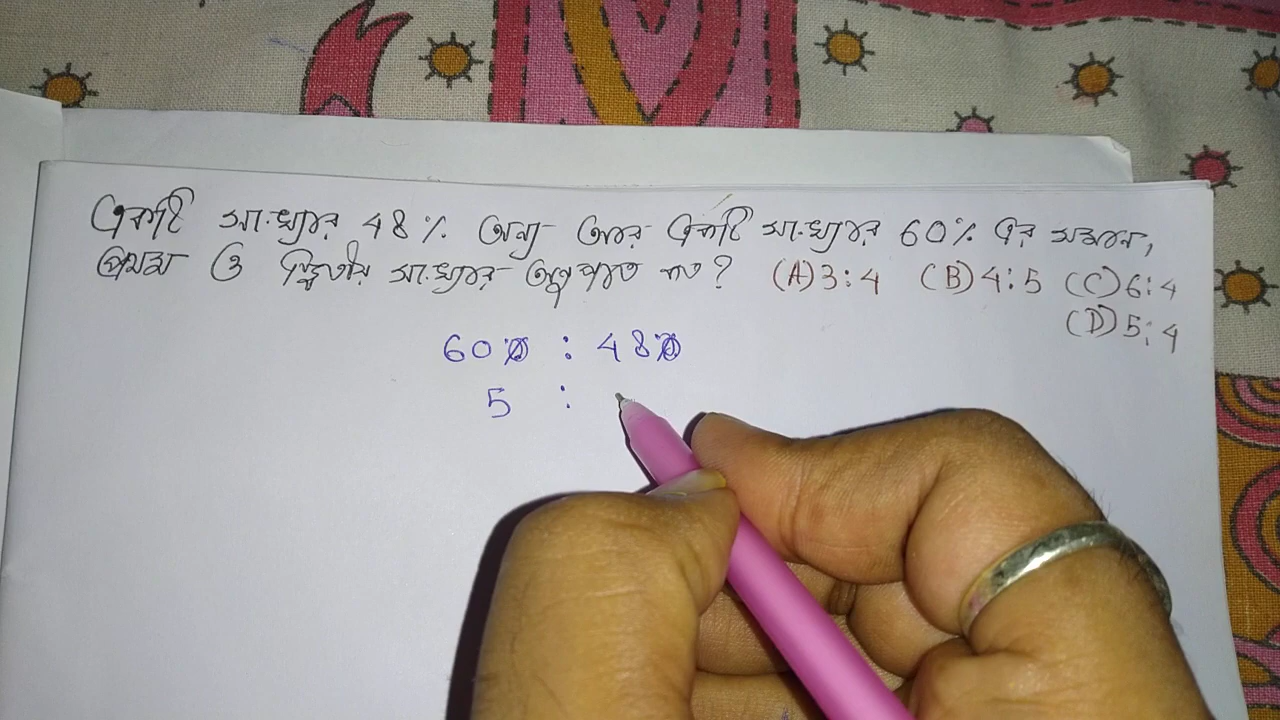 একটি সংখ্যার 48% অন্য আর একটি সংখ্যার 60% এর সমান,
প্রথম ও দ্বিতীয় সংখ্যার অনুপাত কত? (A) 3:4 (B) 4:5 (C) 6:4
(D) 5:4
60% : 48%
5 :